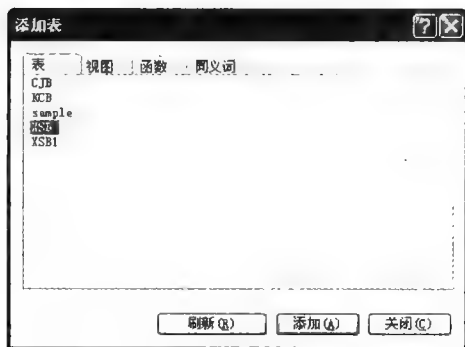 添加表
表 视图 函数 同义词
CJB
KCB
sample
XSB
XSB1
刷新(R) 添加(A) 关闭(C)